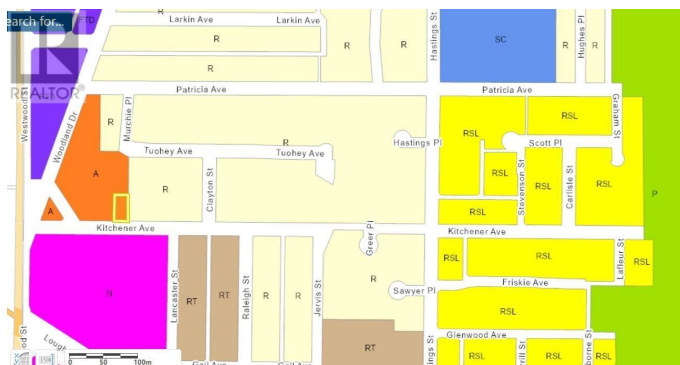 earch for...
FTD
Larkin Ave
R
R
R
R
SC
R
R
Hughes Pl
Hastings St
REALTOR®
Westwood St
Woodland Dr
Patricia Ave
Patricia Ave
R
Murchie Pl
R
RSL
RSL
Graham St
Hastings Pl
Scott Pl
Tuohey Ave
Tuohey Ave
RSL
RSL
RSL
Stevenson St
Carlisle St
A
R
Clayton St
P
A
RSL
Kitchener Ave
Greer Pl
Kitchener Ave
RSL
RSL
RSL
Lafleur St
N
Lancaster St
RT
RT
Raleigh St
R
R
Jervis St
R
Sawyer Pl
Friskie Ave
RSL
Glenwood Ave
RT
RSL
RSL
RSL
RSL
0
50
100m